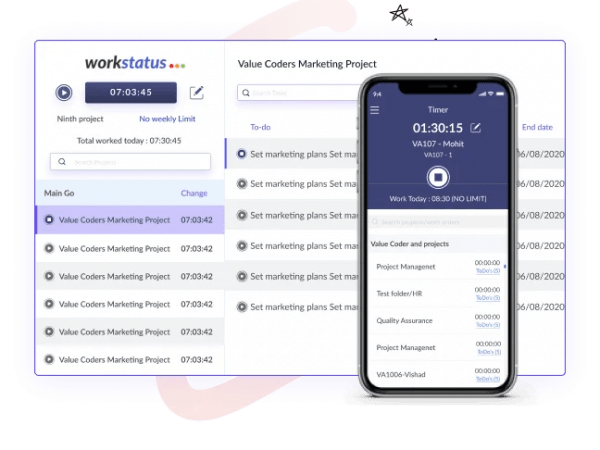 workstatus
07:03:45
Ninth project No weekly Limit
Total worked today : 07:30:45
Search Projects
Main Go Change
Value Coders Marketing Project 07:03:42
Value Coders Marketing Project 07:03:42
Value Coders Marketing Project 07:03:42
Value Coders Marketing Project 07:03:42
Value Coders Marketing Project 07:03:42
Value Coders Marketing Project 07:03:42
Value Coders Marketing Project
Search Todo
To-do End date
Set marketing plans Set ma 06/08/2020
Set marketing plans Set ma 06/08/2020
Set marketing plans Set ma 06/08/2020
Set marketing plans Set ma 06/08/2020
Set marketing plans Set ma 06/08/2020
Set marketing plans Set ma 06/08/2020
9:4
Timer
01:30:15
VA107 - Mohit
VA107 - 1
Work Today : 08:30 (NO LIMIT)
Value Coder and projects
Project Managenet 00:00:00
ToDo's (5)
Test folder/HR 00:00:00
ToDo's (5)
Quality Assurance 00:00:00
ToDo's (5)
Project Managenet 00:00:00
ToDo's (5)
VA1006-Vishad 00:00:00
ToDo's (5)